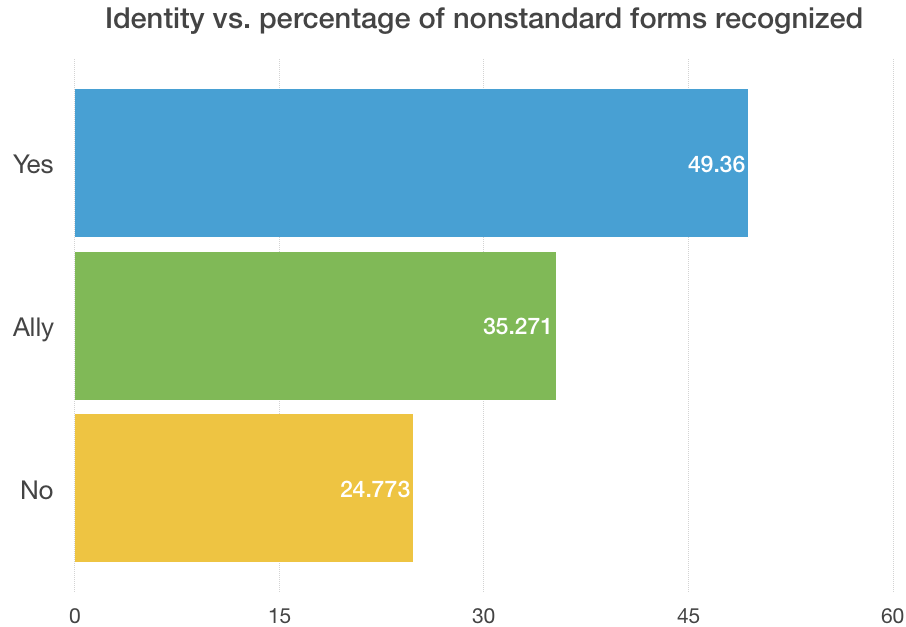 Identity vs. percentage of nonstandard forms recognized
Yes
49.36
Ally
35.271
No
24.773
0 15 30 45 60